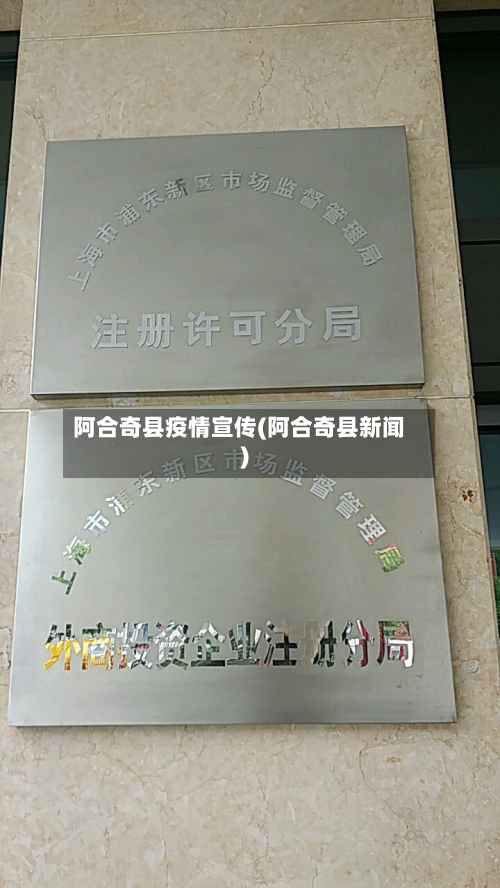 上海市浦东新区市场监督管理局
注册许可分局
阿合奇县疫情宣传(阿合奇县新闻
)
上海市浦东新区市场监督管理局
外商投资企业注册分局